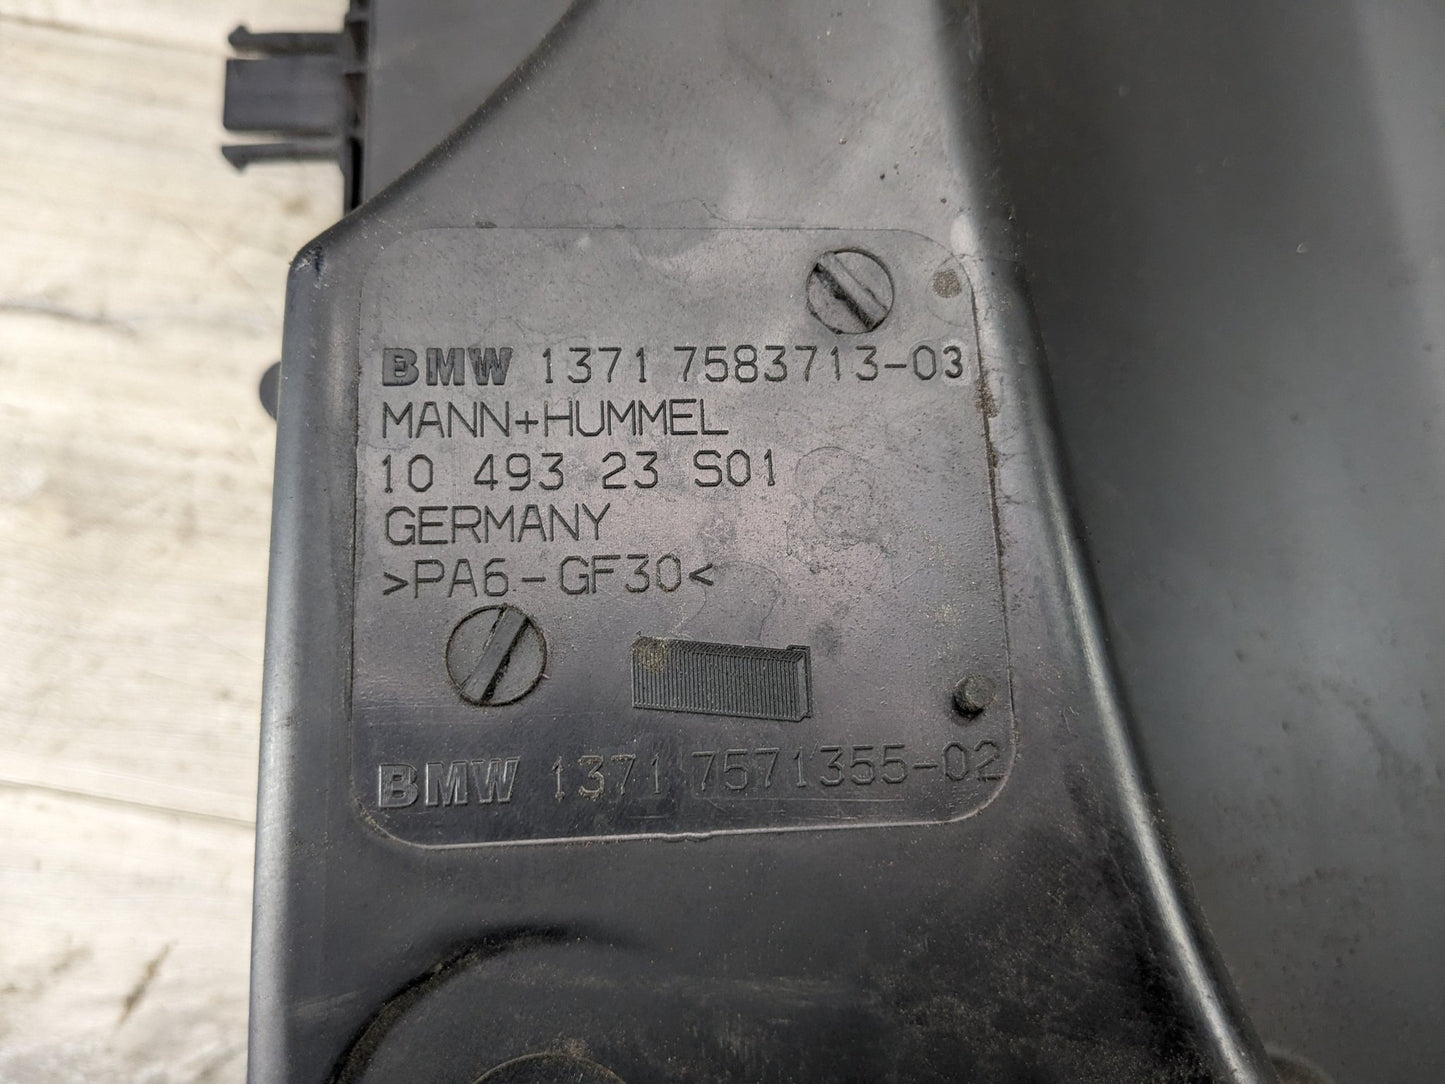 BMW 1371 7583713-03
MANN+HUMMEL
10 493 23 S01
GERMANY
>PA6-GF30<
BMW 1371 7571355-02